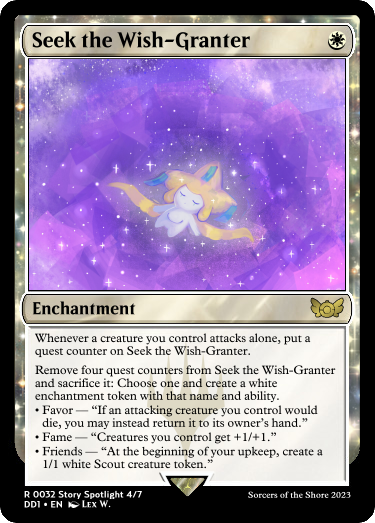 Seek the Wish-Granter
Enchantment
Whenever a creature you control attacks alone, put a
quest counter on Seek the Wish-Granter.
Remove four quest counters from Seek the Wish-Granter
and sacrifice it: Choose one and create a white
enchantment token with that name and ability.
• Favor — “If an attacking creature you control would
die, you may instead return it to its owner's hand.”
• Fame — “Creatures you control get +1/+1.”
• Friends — “At the beginning of your upkeep, create a
1/1 white Scout creature token.”
R 0032 Story Spotlight 4/7
DD1 • EN Lex W.
Sorcers of the Shore 2023